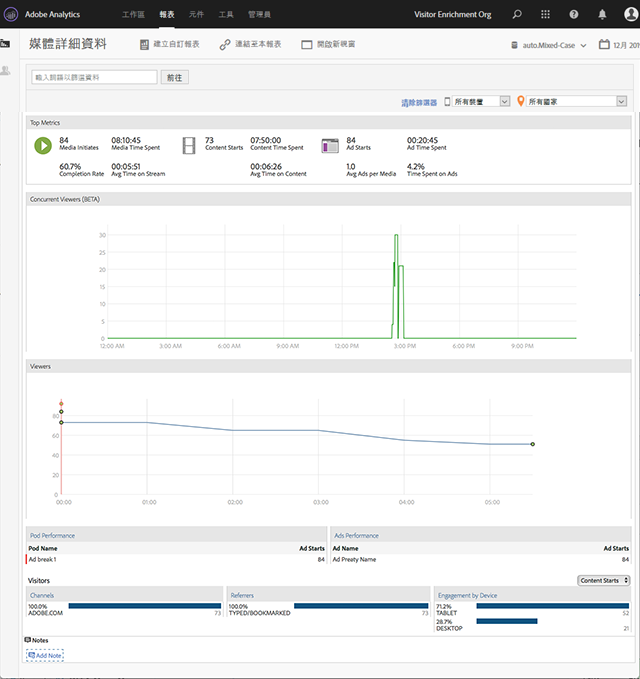 Adobe Analytics 工作區 報表 元件 工具 管理員 Visitor Enrichment Org
媒體詳細資料 建立自訂報表 連結至本報表 開啟新視窗 auto.Mixed-Case 12月 201
輸入關鍵以篩選資料 前往
清除篩選器 所有裝置 所有國家
Top Metrics
84 08:10:45 73 07:50:00 84 00:20:45
Media Initiates Media Time Spent Content Starts Content Time Spent Ad Starts Ad Time Spent
60.7% 00:05:51 00:06:26 1.0 4.2%
Completion Rate Avg Time on Stream Avg Time on Content Avg Ads per Media Time Spent on Ads
Concurrent Viewers (BETA)
30
25
20
15
10
5
0
12:00 AM 3:00 AM 6:00 AM 9:00 AM 12:00 PM 3:00 PM 6:00 PM 9:00 PM
Viewers
80
60
40
20
0
00:00 01:00 02:00 03:00 04:00 05:00
Pod Performance Ads Performance
Pod Name Ad Starts Ad Name Ad Starts
Ad break 1 84 Ad Preaty Name 84
Visitors Content Starts
Channels Referrers Engagement by Device
100.0% 100.0% 71.2%
ADOBE.COM 73 TYPED/BOOKMARKED 73 TABLET 52
28.7%
DESKTOP 21
Notes
Add Note